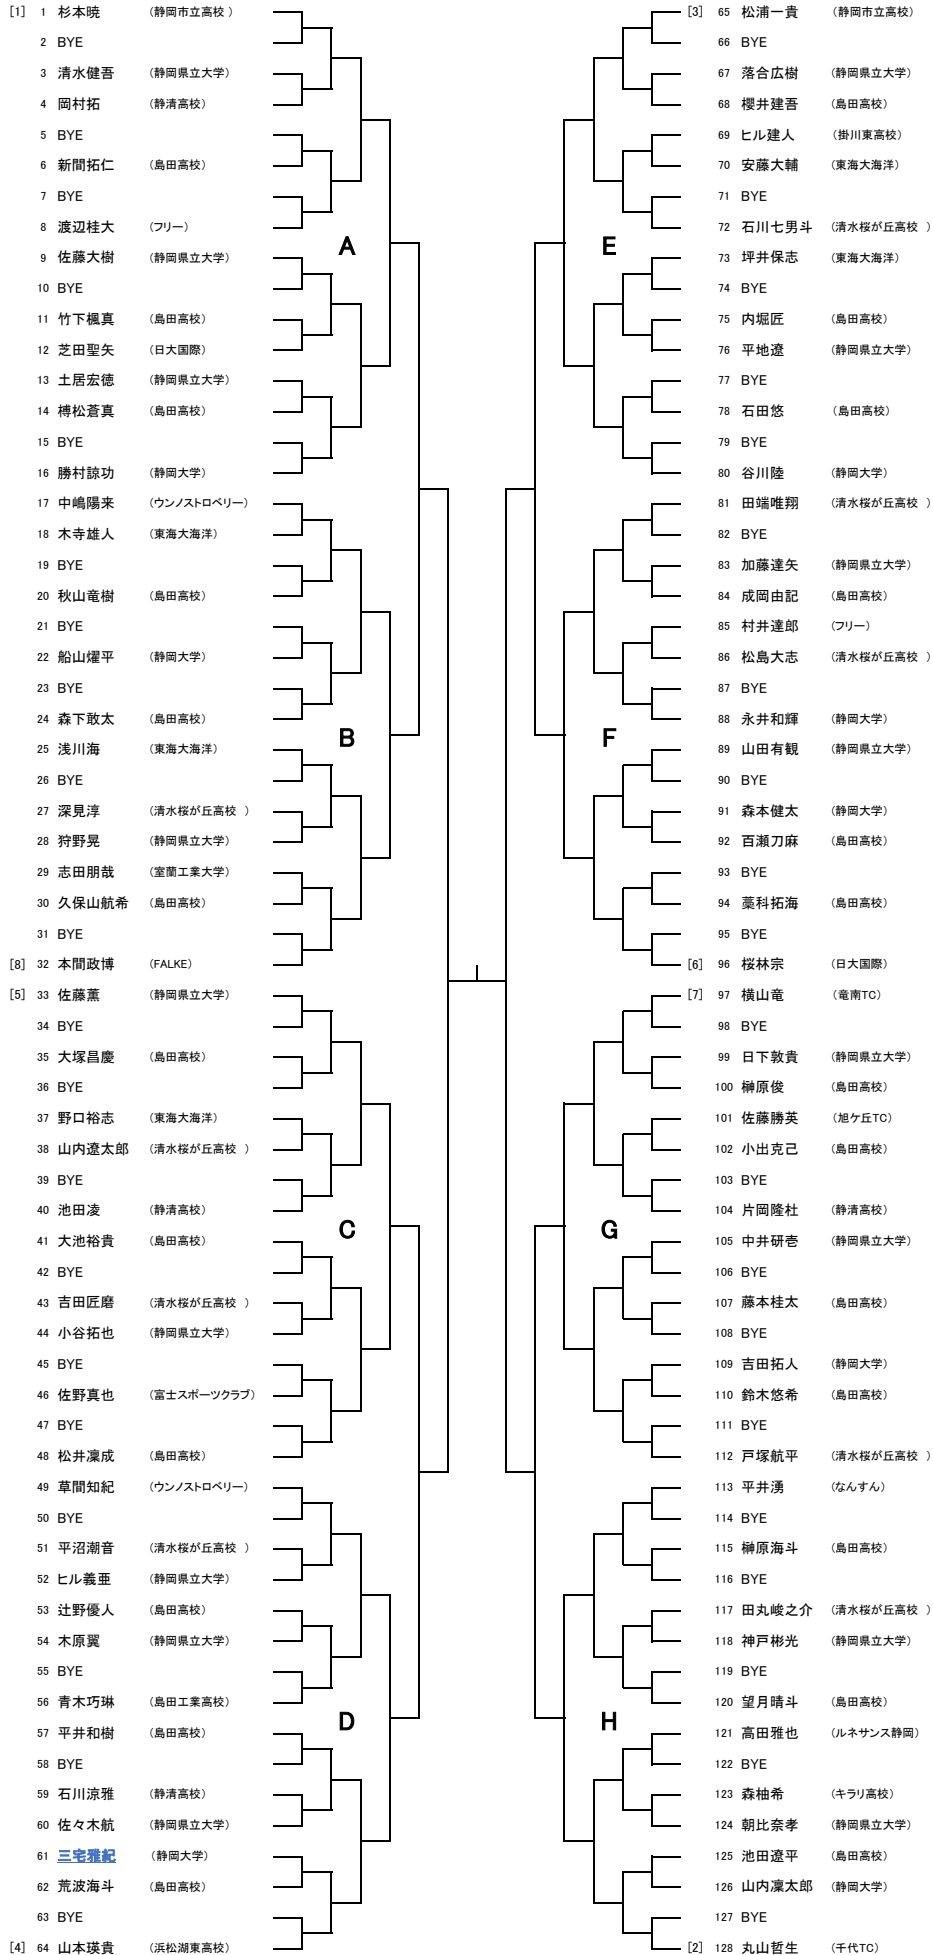 [1] 1 杉本暁 (静岡市立高校 )
2 BYE
3 清水健吾 (静岡県立大学)
4 岡村拓 (静清高校)
5 BYE
6 新間拓仁 (島田高校)
7 BYE
8 渡辺桂大 (フリー)
A
9 佐藤大樹 (静岡県立大学)
10 BYE
11 竹下楓真 (島田高校)
12 芝田聖矢 (日大国際)
13 土居宏徳 (静岡県立大学)
14 榑松蒼真 (島田高校)
15 BYE
16 勝村諒功 (静岡大学)
17 中嶋陽来 (ウンノストロベリー)
18 木寺雄人 (東海大海洋)
19 BYE
20 秋山竜樹 (島田高校)
21 BYE
22 船山燿平 (静岡大学)
23 BYE
24 森下敢太 (島田高校)
B
25 浅川海 (東海大海洋)
26 BYE
27 深見淳 (清水桜が丘高校 )
28 狩野晃 (静岡県立大学)
29 志田朋哉 (室蘭工業大学)
30 久保山航希 (島田高校)
31 BYE
[8] 32 本間政博 (FALKE)
[5] 33 佐藤薫 (静岡県立大学)
34 BYE
35 大塚昌慶 (島田高校)
36 BYE
37 野口裕志 (東海大海洋)
38 山内遼太郎 (清水桜が丘高校 )
39 BYE
40 池田凌 (静清高校)
C
41 大池裕貴 (島田高校)
42 BYE
43 吉田匠磨 (清水桜が丘高校 )
44 小谷拓也 (静岡県立大学)
45 BYE
46 佐野真也 (富士スポーツクラブ)
47 BYE
48 松井凜成 (島田高校)
49 草間知紀 (ウンノストロベリー)
50 BYE
51 平沼潮音 (清水桜が丘高校 )
52 ヒル義亜 (静岡県立大学)
53 辻野優人 (島田高校)
54 木原翼 (静岡県立大学)
55 BYE
56 青木巧琳 (島田工業高校)
D
57 平井和樹 (島田高校)
58 BYE
59 石川涼雅 (静清高校)
60 佐々木航 (静岡県立大学)
61 三宅雅紀 (静岡大学)
62 荒波海斗 (島田高校)
63 BYE
[4] 64 山本瑛貴 (浜松湖東高校)
[3] 65 松浦一貴 (静岡市立高校)
66 BYE
67 落合広樹 (静岡県立大学)
68 櫻井建吾 (島田高校)
69 ヒル建人 (掛川東高校)
70 安藤大輔 (東海大海洋)
71 BYE
72 石川七男斗 (清水桜が丘高校 )
E
73 坪井保志 (東海大海洋)
74 BYE
75 内堀匠 (島田高校)
76 平地遼 (静岡県立大学)
77 BYE
78 石田悠 (島田高校)
79 BYE
80 谷川陸 (静岡大学)
81 田端唯翔 (清水桜が丘高校 )
82 BYE
83 加藤達矢 (静岡県立大学)
84 成岡由記 (島田高校)
85 村井達郎 (フリー)
86 松島大志 (清水桜が丘高校 )
87 BYE
88 永井和輝 (静岡大学)
F
89 山田有観 (静岡県立大学)
90 BYE
91 森本健太 (静岡大学)
92 百瀬刀麻 (島田高校)
93 BYE
94 藁科拓海 (島田高校)
95 BYE
[6] 96 桜林宗 (日大国際)
[7] 97 横山竜 (竜南TC)
98 BYE
99 日下敦貴 (静岡県立大学)
100 榊原俊 (島田高校)
101 佐藤勝英 (旭ケ丘TC)
102 小出克己 (島田高校)
103 BYE
104 片岡隆杜 (静清高校)
G
105 中井研壱 (静岡県立大学)
106 BYE
107 藤本桂太 (島田高校)
108 BYE
109 吉田拓人 (静岡大学)
110 鈴木悠希 (島田高校)
111 BYE
112 戸塚航平 (清水桜が丘高校 )
113 平井湧 (なんすん)
114 BYE
115 榊原海斗 (島田高校)
116 BYE
117 田丸峻之介 (清水桜が丘高校 )
118 神戸彬光 (静岡県立大学)
119 BYE
120 望月晴斗 (島田高校)
H
121 高田雅也 (ルネサンス静岡)
122 BYE
123 森柚希 (キラリ高校)
124 朝比奈孝 (静岡県立大学)
125 池田遼平 (島田高校)
126 山内凜太郎 (静岡大学)
127 BYE
[2] 128 丸山哲生 (千代TC)